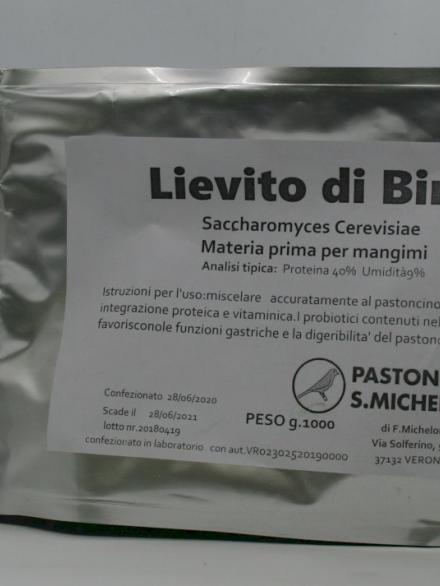 Lievito di Bir
Saccharomyces Cerevisiae
Materia prima per mangimi
Analisi tipica: Proteina 40% Umidità9%
Istruzioni per l'uso:miscelare accuratamente al pastoncino
integrazione proteica e vitaminica.I probiotici contenuti nel
favorisconole funzioni gastriche e la digeribilita' del pastonc
PASTON
S.MICHEL
Confezionato 28/06/2020
Scade il 28/06/2021
lotto nr.20180419
PESO g.1000
di F.Michelon
Via Solferino,
confezionato in laboratorio con aut.VR02302520190000
37132 VERON